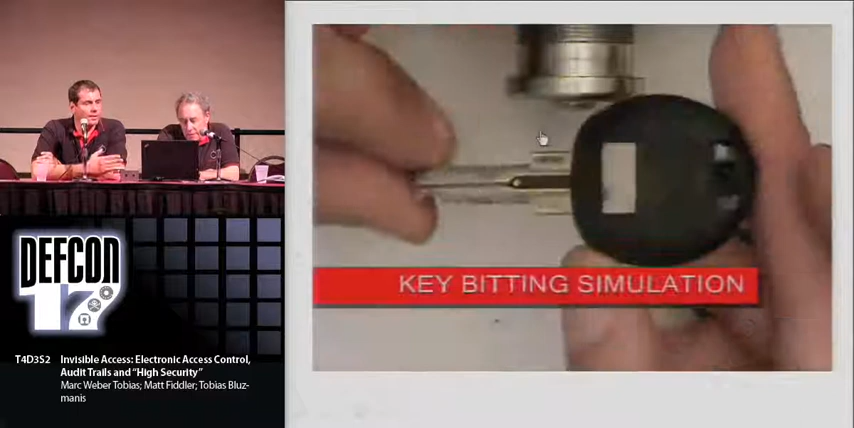 KEY BITTING SIMULATION
DEFCON
17
T4D3S2 Invisible Access: Electronic Access Control,
Audit Trails and “High Security”
Marc Weber Tobias; Matt Fiddler; Tobias Bluz-
manis